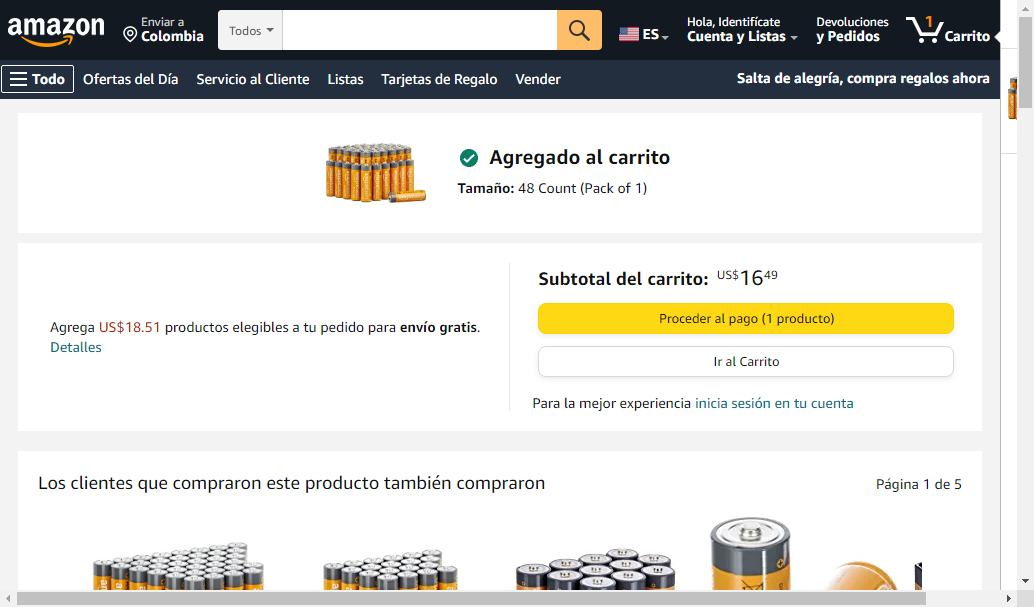 amazon
Enviar a
Colombia
Todos
ES
Hola, Identifícate
Cuenta y Listas
Devoluciones
y Pedidos
1
Carrito
Todo
Ofertas del Día
Servicio al Cliente
Listas
Tarjetas de Regalo
Vender
Salta de alegría, compra regalos ahora
Agregado al carrito
Tamaño: 48 Count (Pack of 1)
Agrega US$18.51 productos elegibles a tu pedido para envío gratis.
Detalles
Subtotal del carrito: US$16 49
Proceder al pago (1 producto)
Ir al Carrito
Para la mejor experiencia inicia sesión en tu cuenta
Los clientes que compraron este producto también compraron
Página 1 de 5